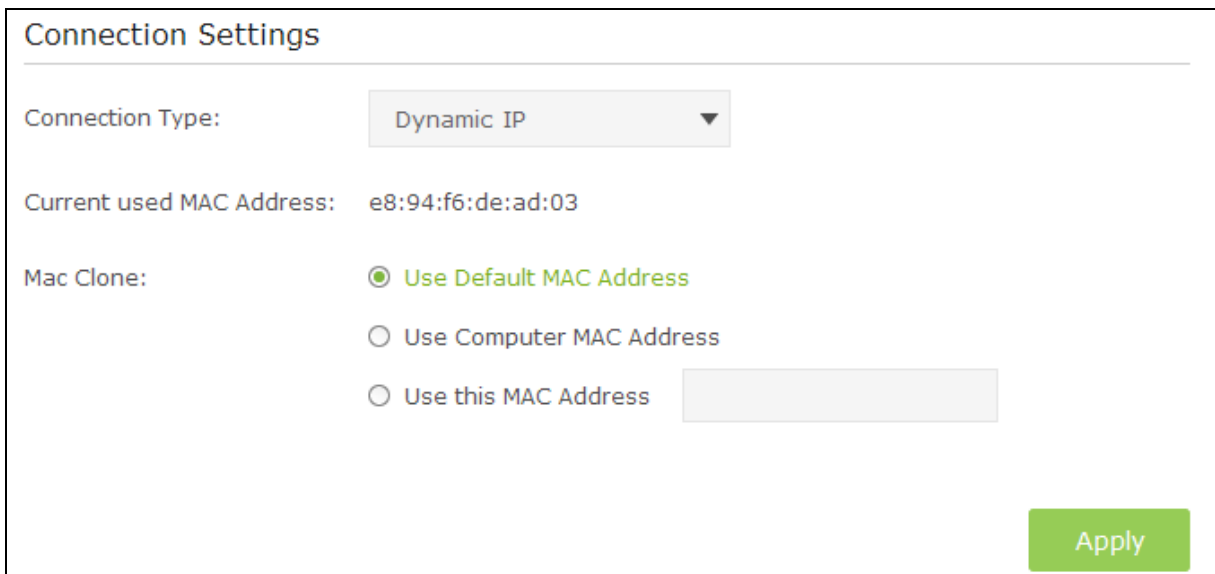 Connection Settings
Connection Type: Dynamic IP
Current used MAC Address: e8:94:f6:de:ad:03
Mac Clone: Use Default MAC Address
Use Computer MAC Address
Use this MAC Address
Apply